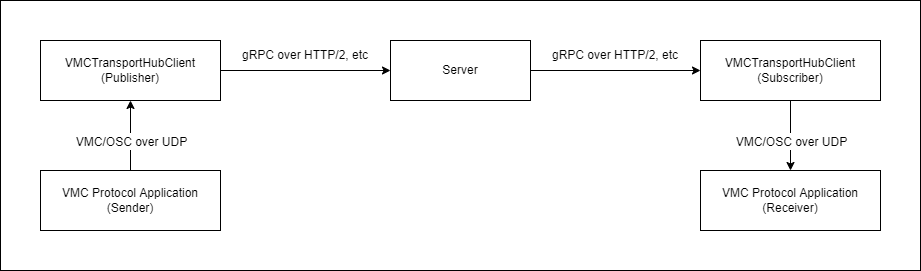 VMCTransportHubClient
(Publisher)
gRPC over HTTP/2, etc
Server
gRPC over HTTP/2, etc
VMCTransportHubClient
(Subscriber)
VMC/OSC over UDP
VMC/OSC over UDP
VMC Protocol Application
(Sender)
VMC Protocol Application
(Receiver)